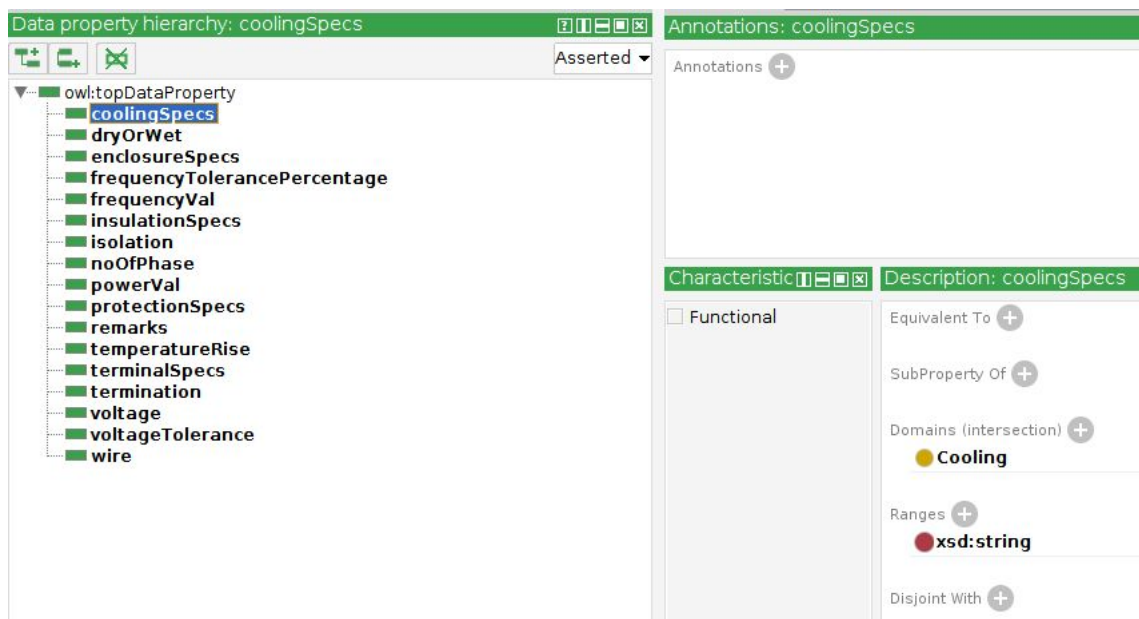 Data property hierarchy: coolingSpecs
Asserted
owl:topDataProperty
coolingSpecs
dryOrWet
enclosureSpecs
frequencyTolerancePercentage
frequencyVal
insulationSpecs
isolation
noOfPhase
powerVal
protectionSpecs
remarks
temperatureRise
terminalSpecs
termination
voltage
voltageTolerance
wire
Annotations: coolingSpecs
Annotations
Characteristic
Functional
Description: coolingSpecs
Equivalent To
SubProperty Of
Domains (intersection)
Cooling
Ranges
xsd:string
Disjoint With